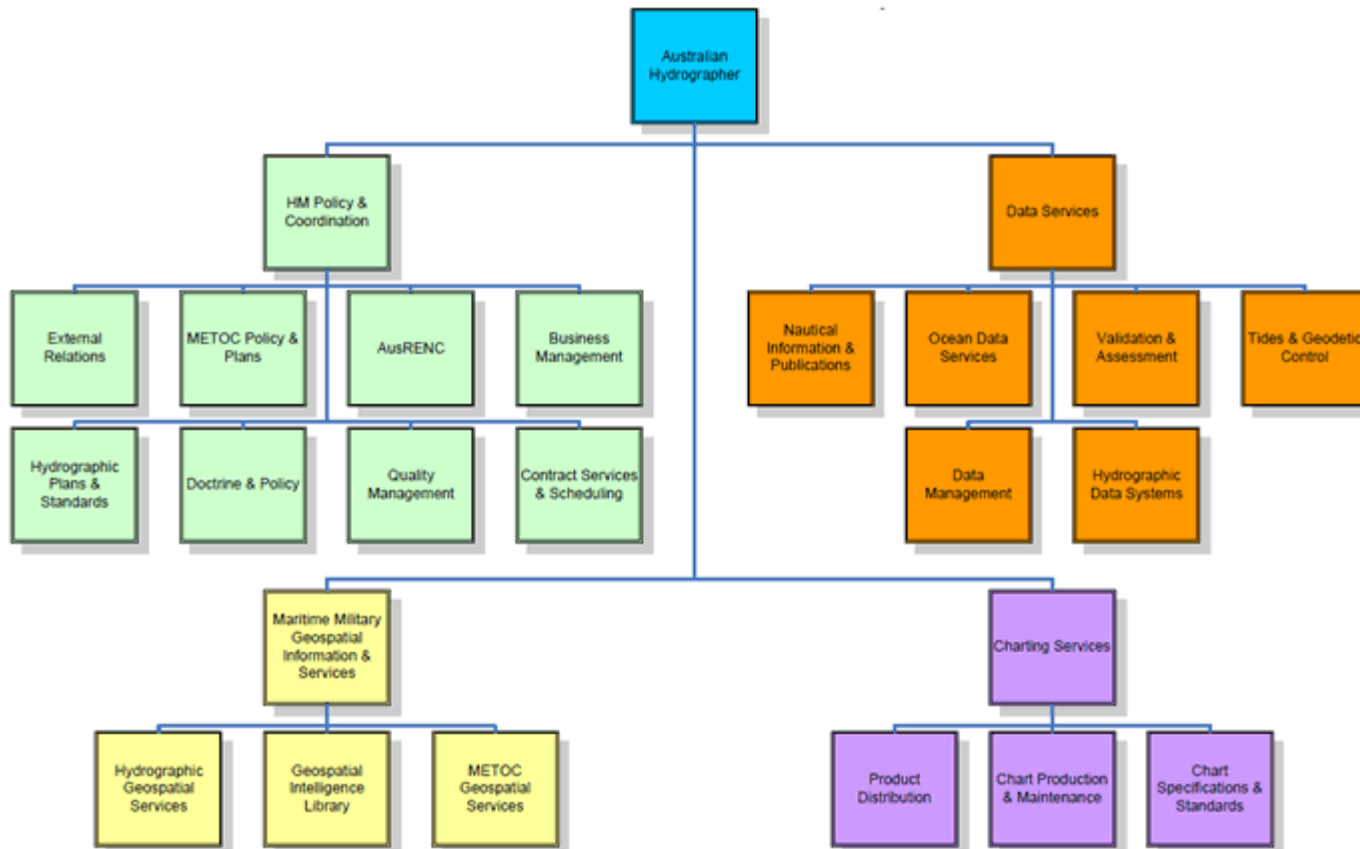 Australian
Hydrographer
HM Policy &
Coordination
Data Services
External
Relations
METOC Policy &
Plans
AusRENC
Business
Management
Nautical
Information &
Publications
Ocean Data
Services
Validation &
Assessment
Tides & Geodetic
Control
Hydrographic
Plans &
Standards
Doctrine & Policy
Quality
Management
Contract Services
& Scheduling
Data
Management
Hydrographic
Data Systems
Maritime Military
Geospatial
Information &
Services
Charting Services
Hydrographic
Geospatial
Services
Geospatial
Intelligence
Library
METOC
Geospatial
Services
Product
Distribution
Chart Production
& Maintenance
Chart
Specifications &
Standards